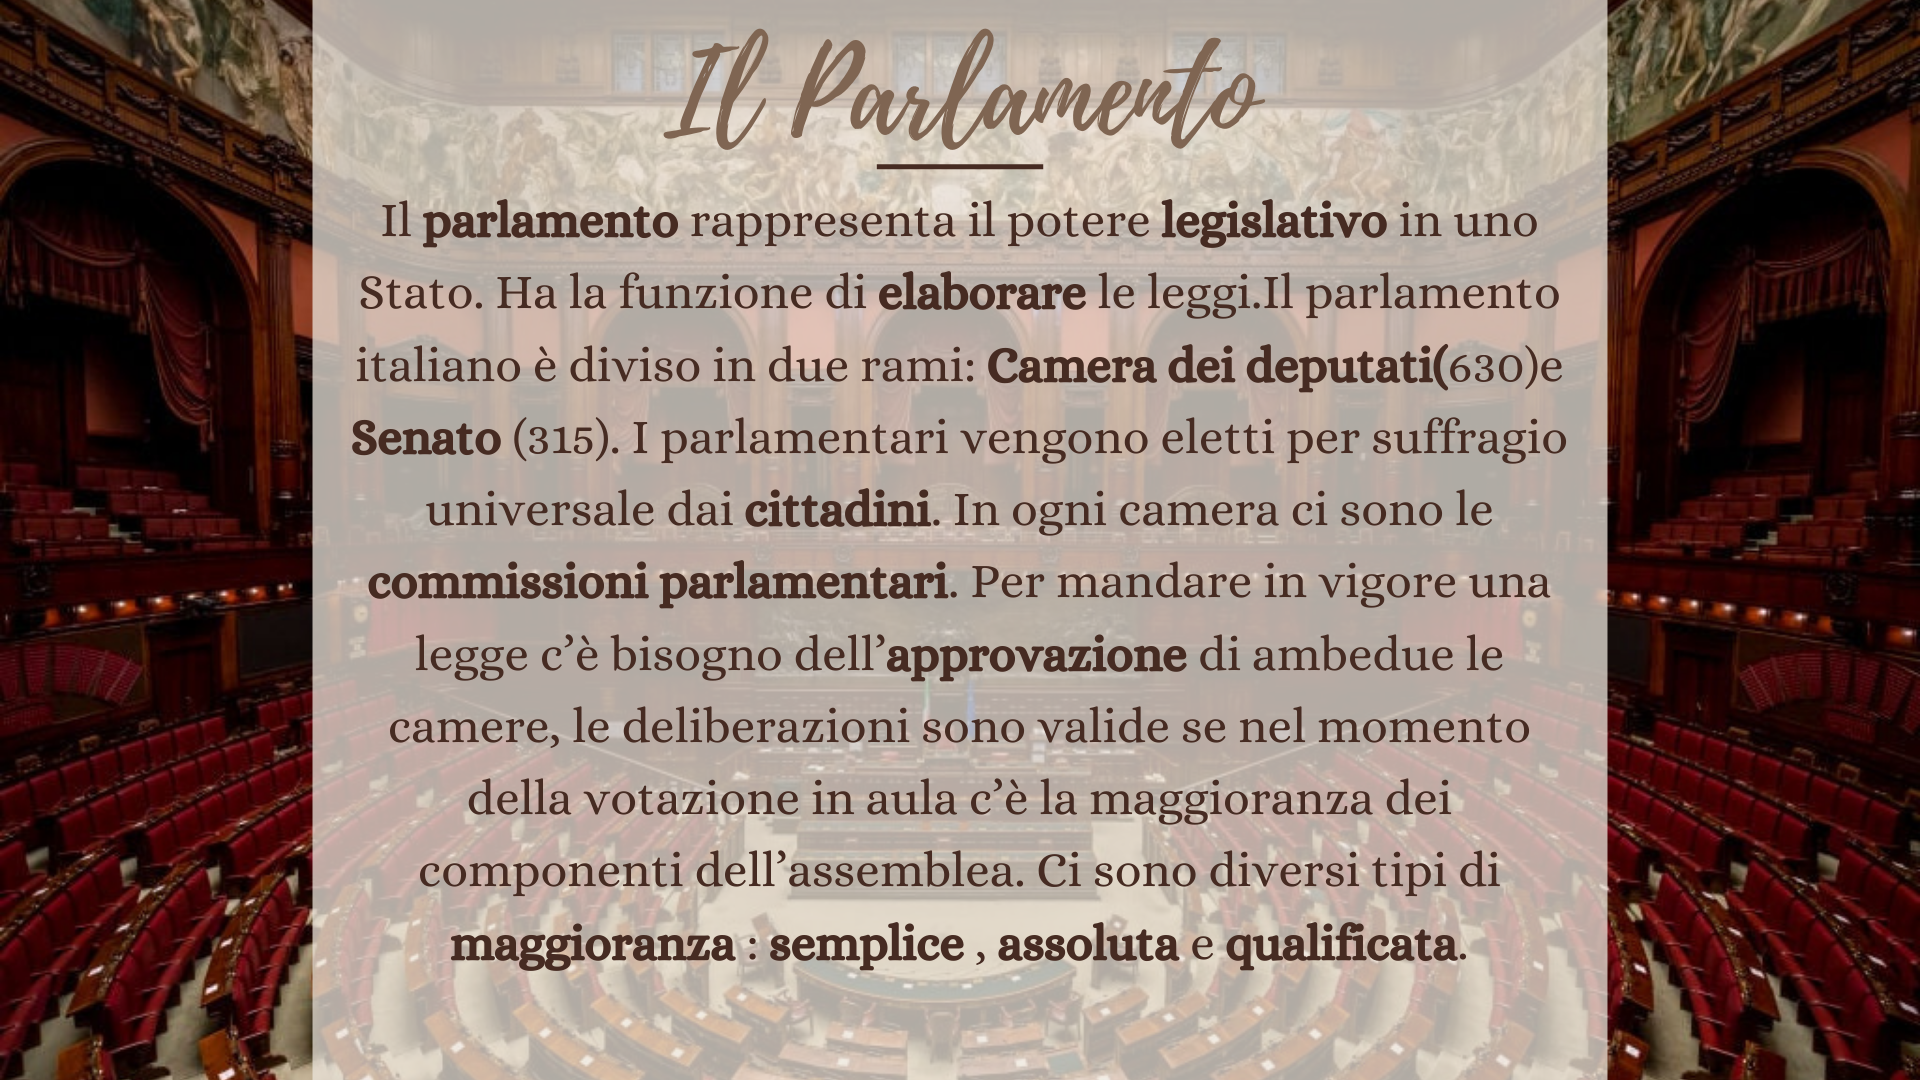 Il Parlamento
Il parlamento rappresenta il potere legislativo in uno
Stato. Ha la funzione di elaborare le leggi.Il parlamento
italiano è diviso in due rami: Camera dei deputati(630)e
Senato (315). I parlamentari vengono eletti per suffragio
universale dai cittadini. In ogni camera ci sono le
commissioni parlamentari. Per mandare in vigore una
legge c’è bisogno dell’approvazione di ambedue le
camere, le deliberazioni sono valide se nel momento
della votazione in aula c’è la maggioranza dei
componenti dell’assemblea. Ci sono diversi tipi di
maggioranza : semplice , assoluta e qualificata.